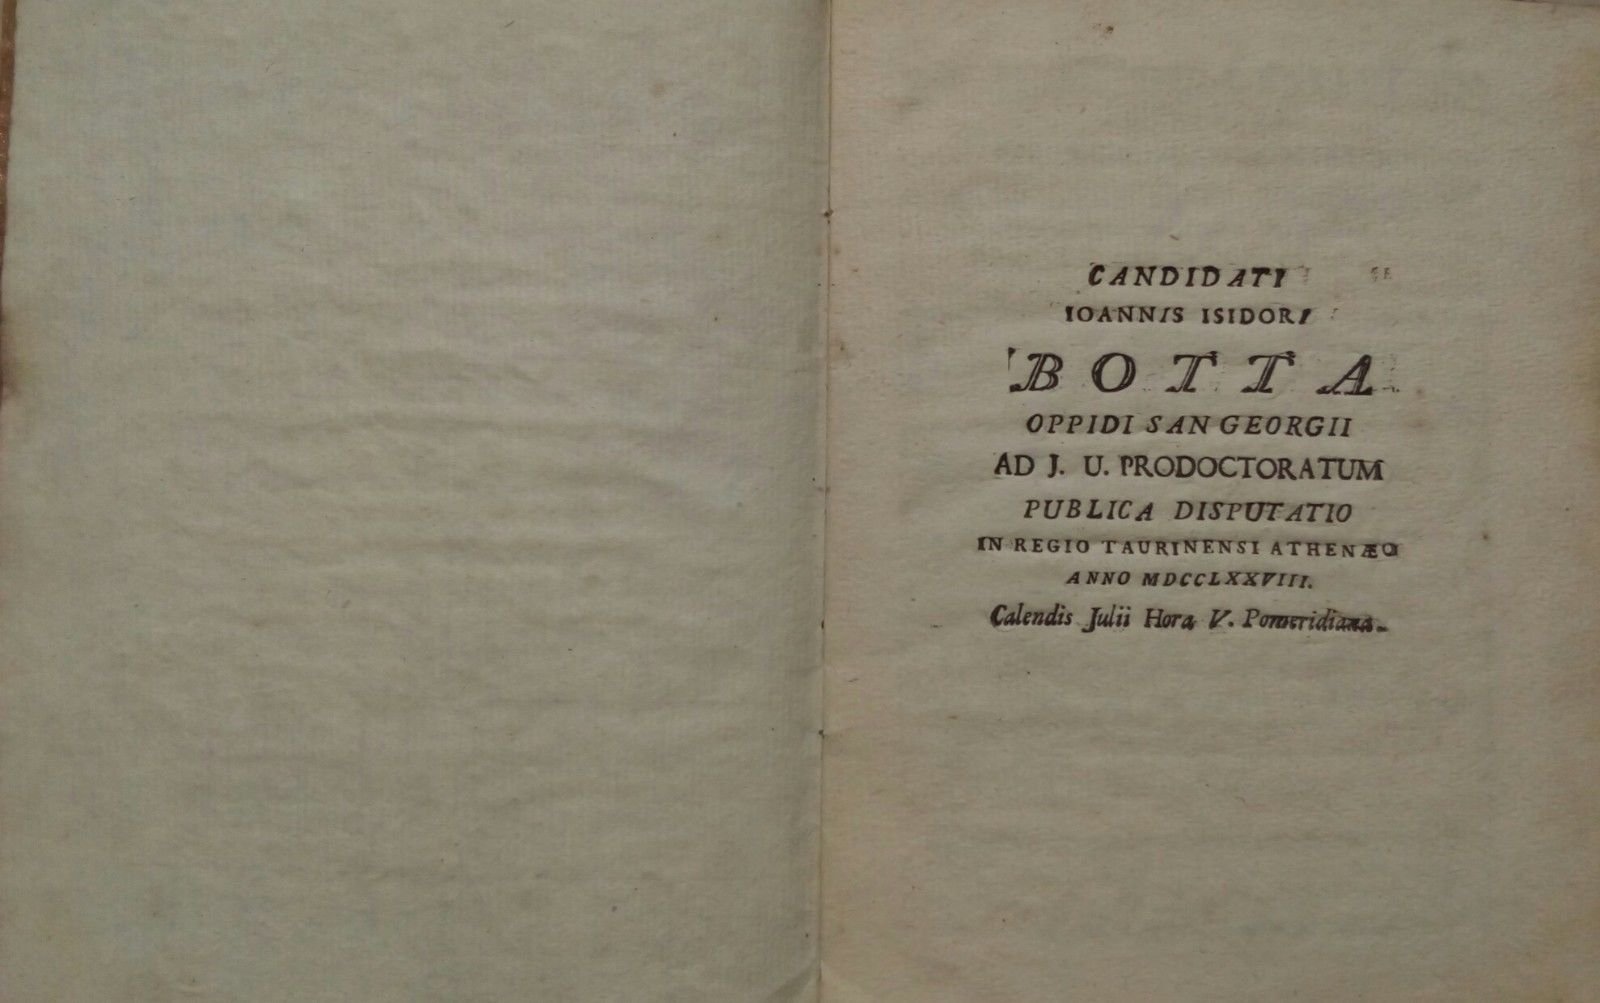 CANDIDATI
IOANNIS ISIDORI
BOTTA
OPPIDI SAN GEORGII
AD J. U. PRODOCTORATUM
PUBLICA DISPUTATIO
IN REGIO TAURINENSI ATHENÆO
ANNO MDCCLXXVIII.
Calendis Julii Hora V. Pomeridiana.